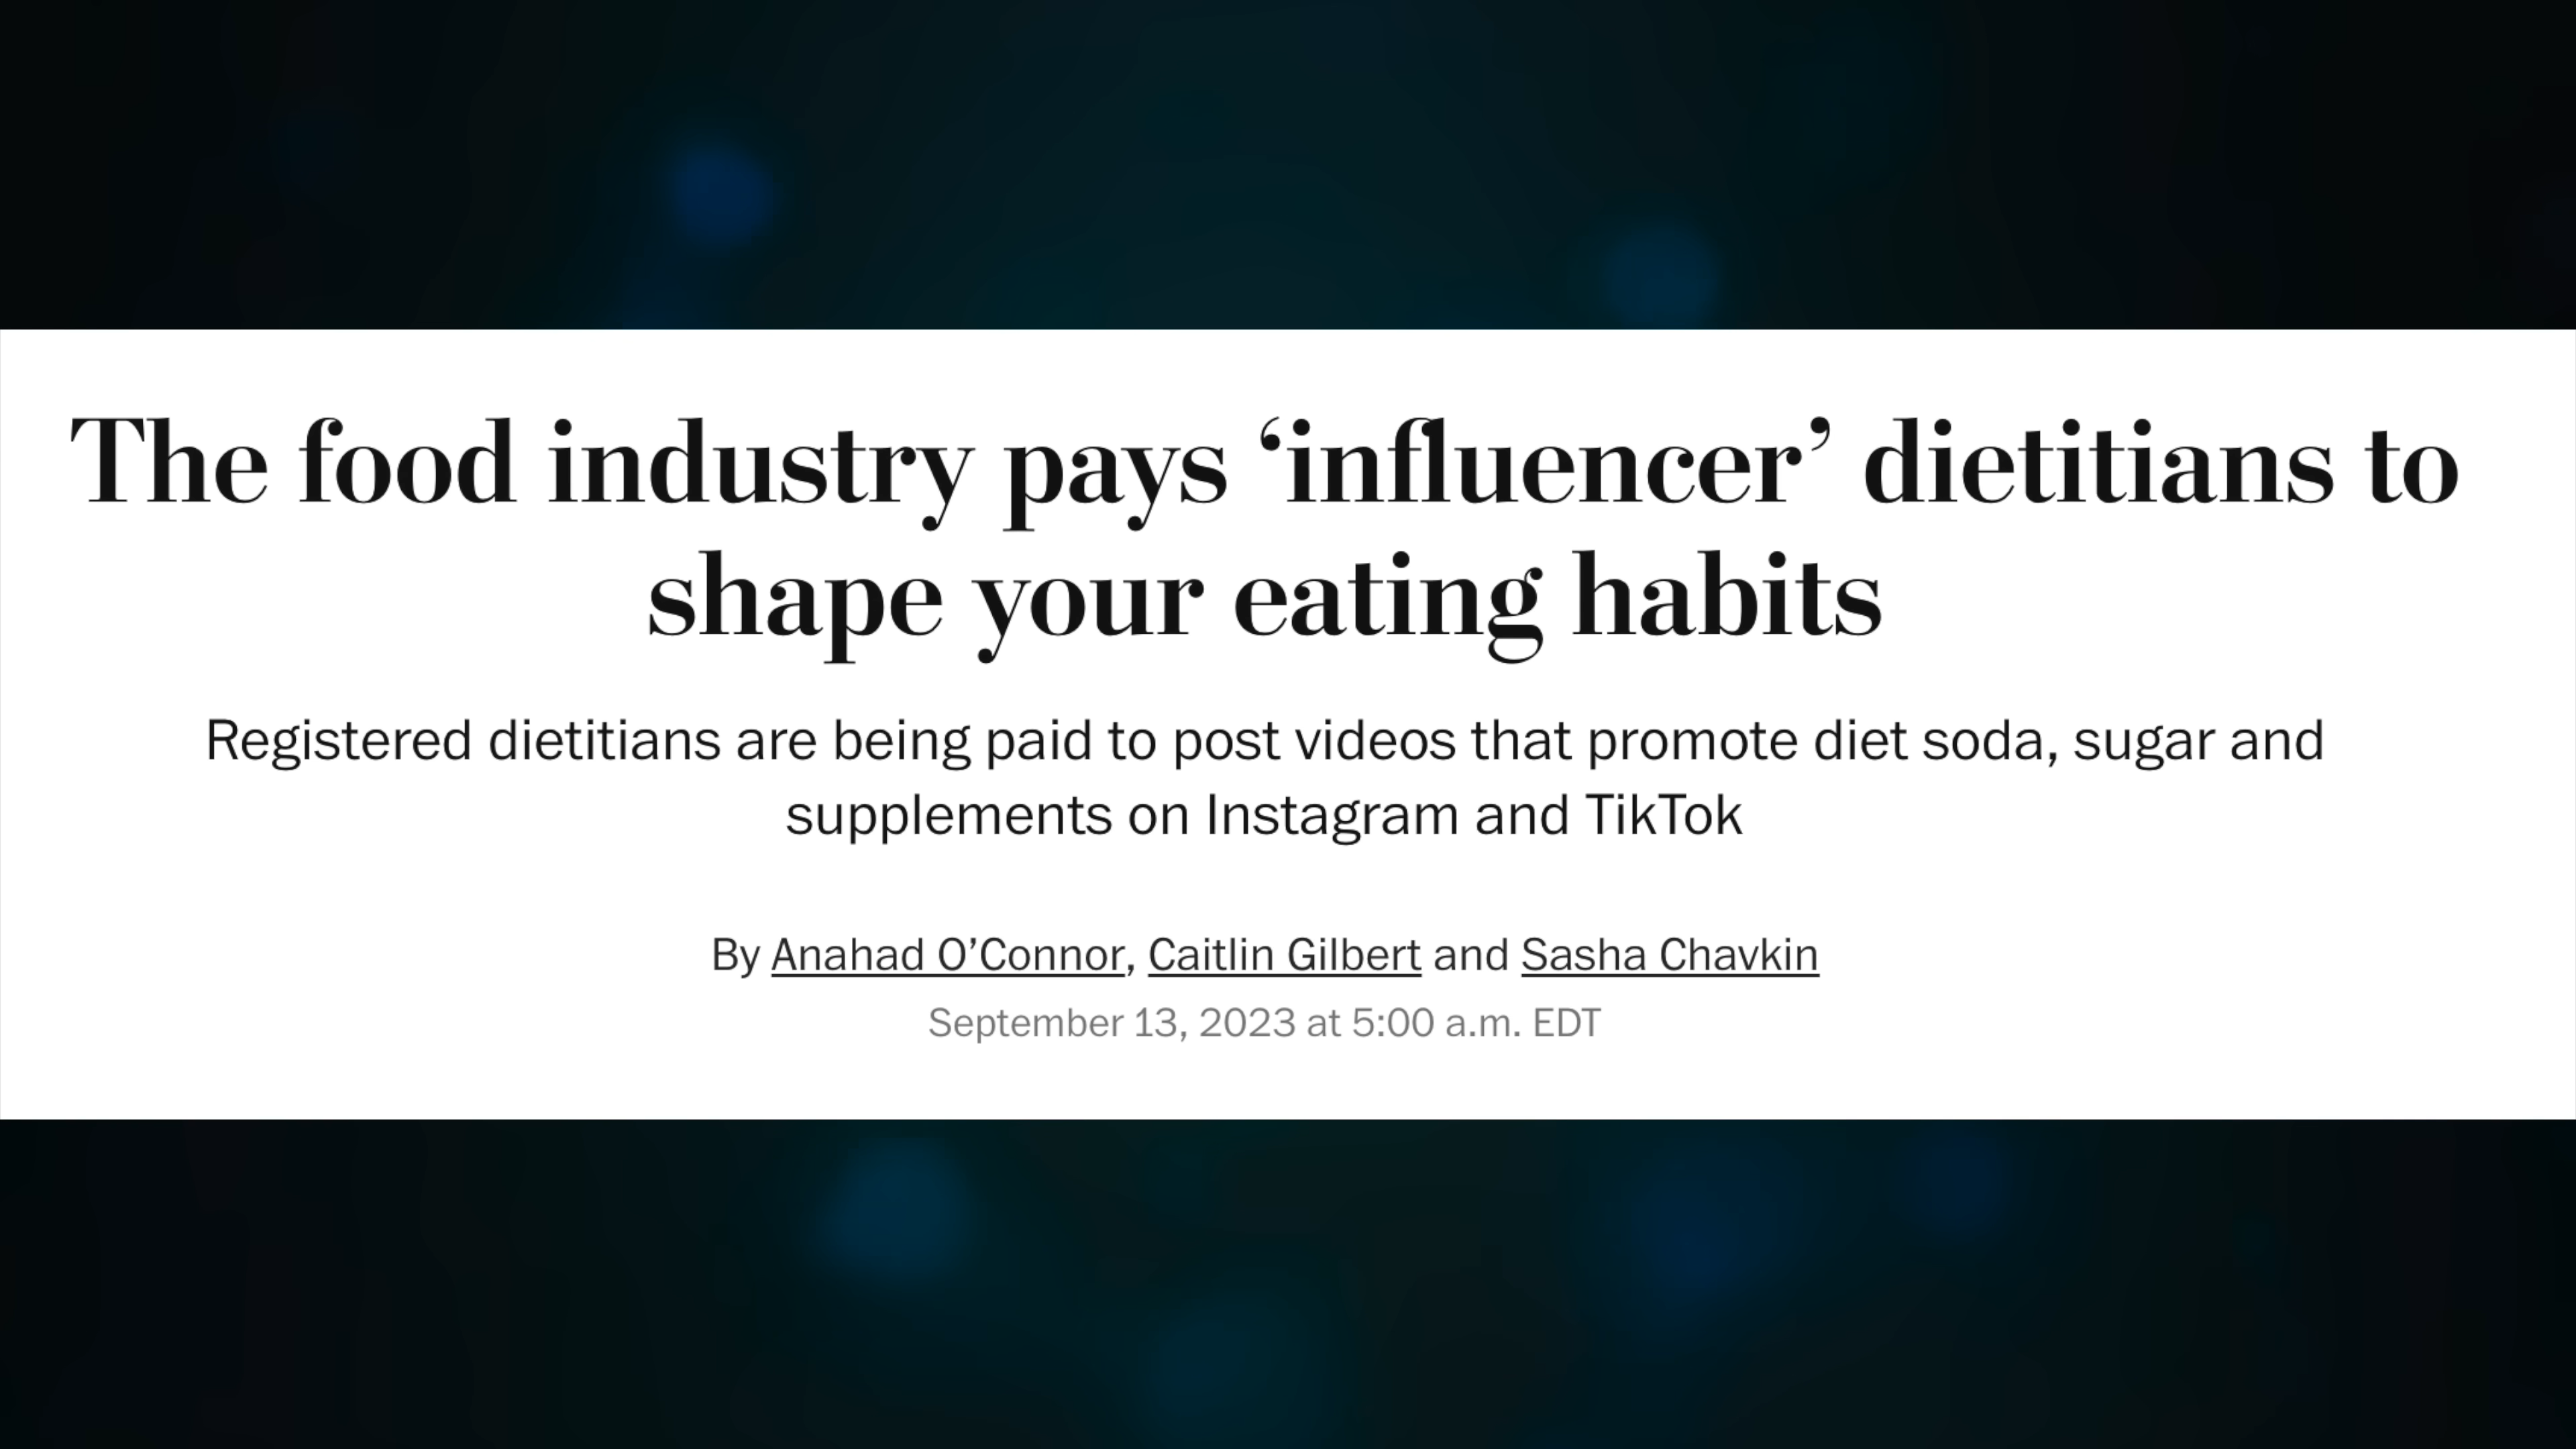 The food industry pays ‘influencer’ dietitians to
shape your eating habits
Registered dietitians are being paid to post videos that promote diet soda, sugar and
supplements on Instagram and TikTok
By Anahad O’Connor, Caitlin Gilbert and Sasha Chavkin
September 13, 2023 at 5:00 a.m. EDT